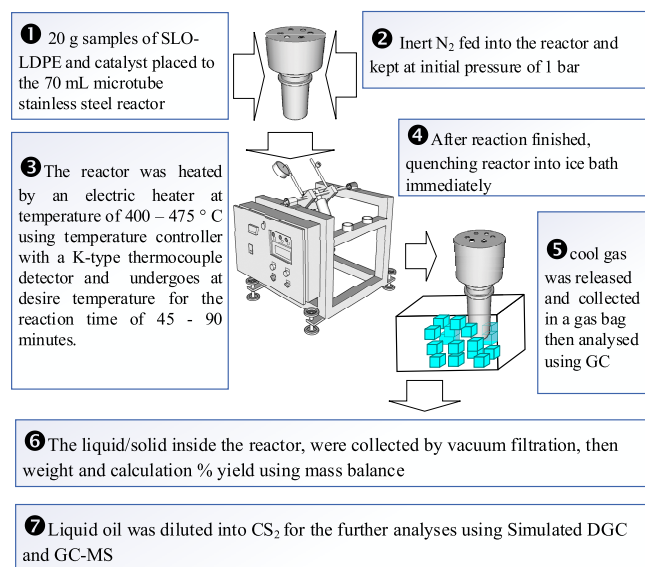 ❶ 20 g samples of SLO-
LDPE and catalyst placed to
the 70 mL microtube
stainless steel reactor
❷ Inert N₂ fed into the reactor and
kept at initial pressure of 1 bar
❸The reactor was heated
by an electric heater at
temperature of 400 – 475 ° C
using temperature controller
with a K-type thermocouple
detector and undergoes at
desire temperature for the
reaction time of 45 - 90
minutes.
❹After reaction finished,
quenching reactor into ice bath
immediately
❺cool gas
was released
and collected
in a gas bag
then analysed
using GC
❻The liquid/solid inside the reactor, were collected by vacuum filtration, then
weight and calculation % yield using mass balance
❼Liquid oil was diluted into CS₂ for the further analyses using Simulated DGC
and GC-MS